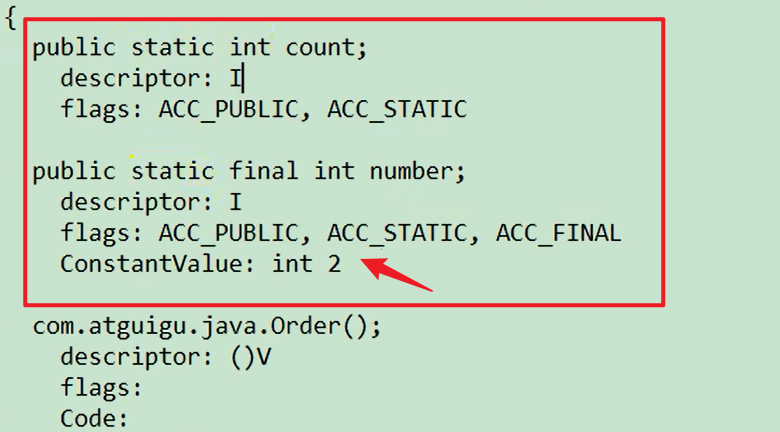 {
public static int count;
descriptor: I
flags: ACC_PUBLIC, ACC_STATIC
public static final int number;
descriptor: I
flags: ACC_PUBLIC, ACC_STATIC, ACC_FINAL
ConstantValue: int 2
com.atguigu.java.Order();
descriptor: ()V
flags:
Code: